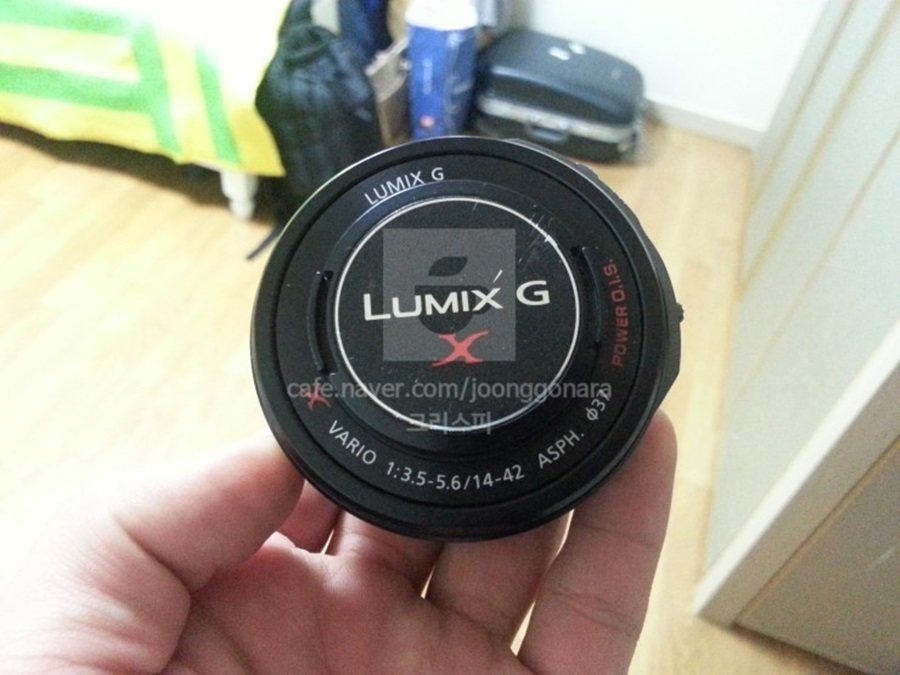 LUMIX G
LUMIX G
X
POWER O.I.S.
X VARIO 1:3.5-5.6/14-42 ASPH. ϕ37
cafe.naver.com/joonggonara
크리스피